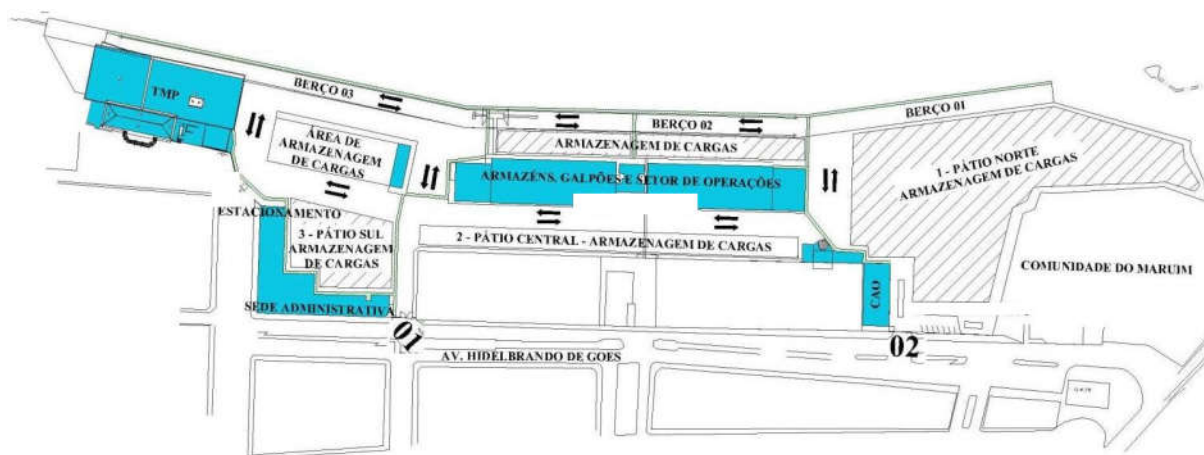 BERÇO 03
TMP
BERÇO 01
BERÇO 02
ÁREA DE
ARMAZENAGEM
DE CARGAS
ARMAZENAGEM DE CARGAS
1 - PÁTIO NORTE
ARMAZENAGEM DE CARGAS
ARMAZÉNS, GALPÕES E SETOR DE OPERAÇÕES
ESTACIONAMENTO
3 - PÁTIO SUL
ARMAZENAGEM
DE CARGAS
2 - PÁTIO CENTRAL - ARMAZENAGEM DE CARGAS
COMUNIDADE DO MARUIM
CAO
SEDE ADMINISTRATIVA
01
02
AV. HIDELBRANDO DE GOES